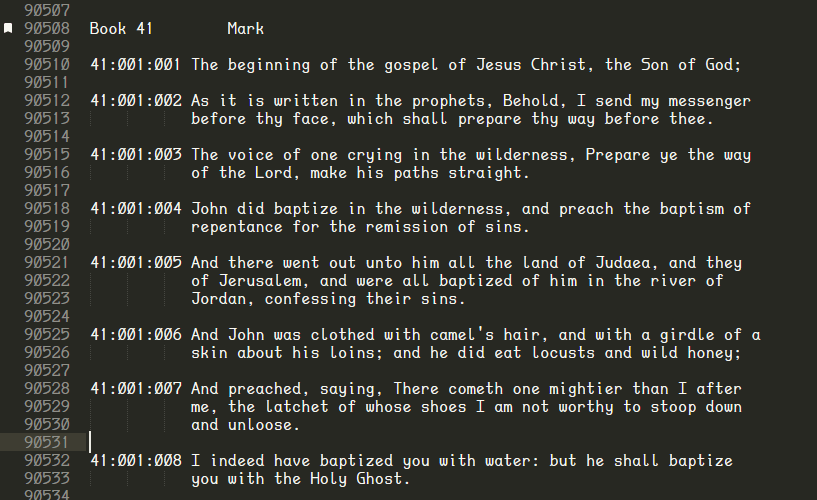 90507
90508 Book 41 Mark
90509
90510 41:001:001 The beginning of the gospel of Jesus Christ, the Son of God;
90511
90512 41:001:002 As it is written in the prophets, Behold, I send my messenger
90513 before thy face, which shall prepare thy way before thee.
90514
90515 41:001:003 The voice of one crying in the wilderness, Prepare ye the way
90516 of the Lord, make his paths straight.
90517
90518 41:001:004 John did baptize in the wilderness, and preach the baptism of
90519 repentance for the remission of sins.
90520
90521 41:001:005 And there went out unto him all the land of Judaea, and they
90522 of Jerusalem, and were all baptized of him in the river of
90523 Jordan, confessing their sins.
90524
90525 41:001:006 And John was clothed with camel's hair, and with a girdle of a
90526 skin about his loins; and he did eat locusts and wild honey;
90527
90528 41:001:007 And preached, saying, There cometh one mightier than I after
90529 me, the latchet of whose shoes I am not worthy to stoop down
90530 and unloose.
90531
90532 41:001:008 I indeed have baptized you with water: but he shall baptize
90533 you with the Holy Ghost.
90534